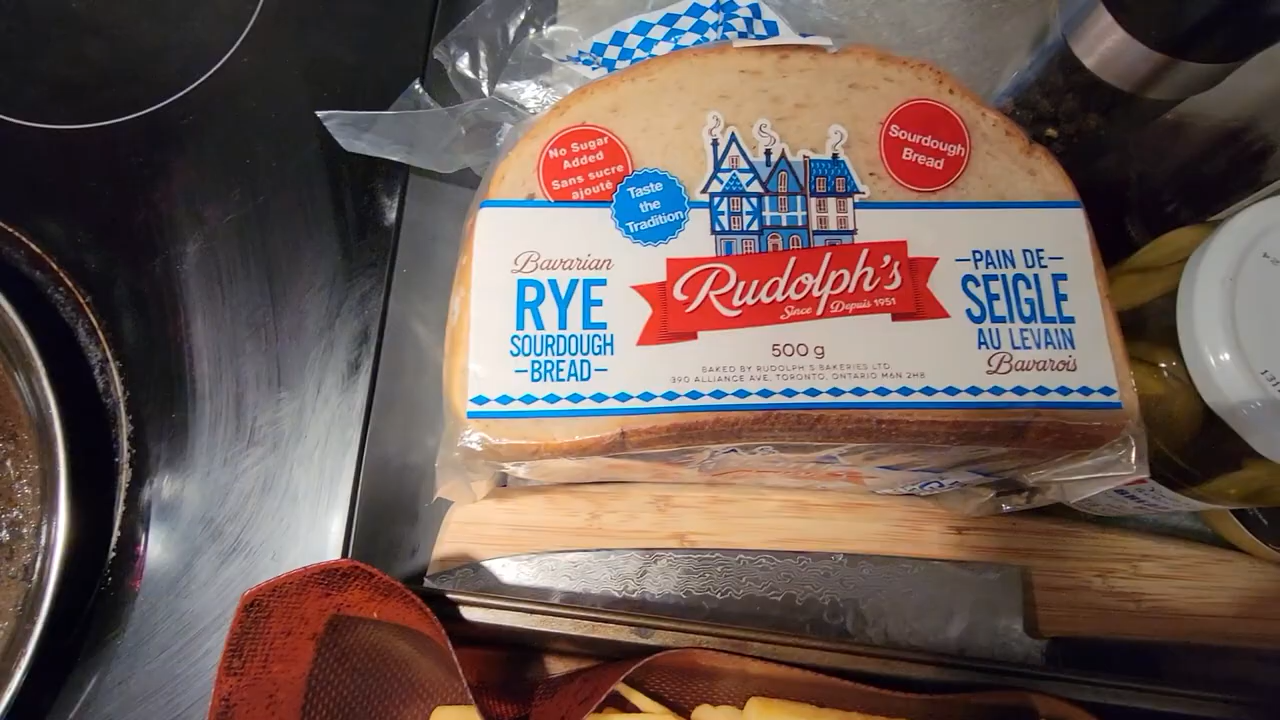 No Sugar
Added
Sans sucre
ajouté
Taste
the
Tradition
Sourdough
Bread
Bavarian
RYE
SOURDOUGH
–BREAD–
Rudolph's
Since Depuis 1951
500 g
BAKED BY RUDOLPH'S BAKERIES LTD.
390 ALLIANCE AVE, TORONTO, ONTARIO M6N 2H8
–PAIN DE–
SEIGLE
AU LEVAIN
Bavarois